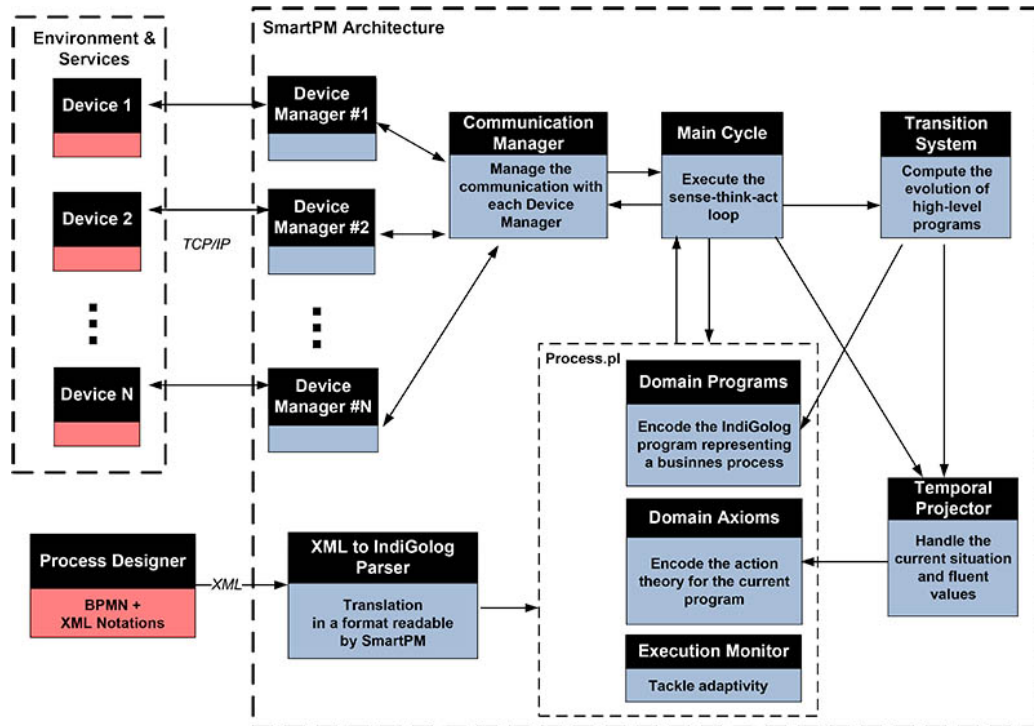 Environment &
Services
Device 1
Device 2
TCP/IP
Device N
SmartPM Architecture
Device
Manager #1
Device
Manager #2
Device
Manager #N
Communication
Manager
Manage the
communication with
each Device
Manager
Main Cycle
Execute the
sense-think-act
loop
Transition
System
Compute the
evolution of
high-level
programs
Process.pl
Domain Programs
Encode the IndiGolog
program representing
a businnes process
Domain Axioms
Encode the action
theory for the current
program
Execution Monitor
Tackle adaptivity
Temporal
Projector
Handle the
current situation
and fluent
values
Process Designer
BPMN +
XML Notations
XML
XML to IndiGolog
Parser
Translation
in a format readable
by SmartPM